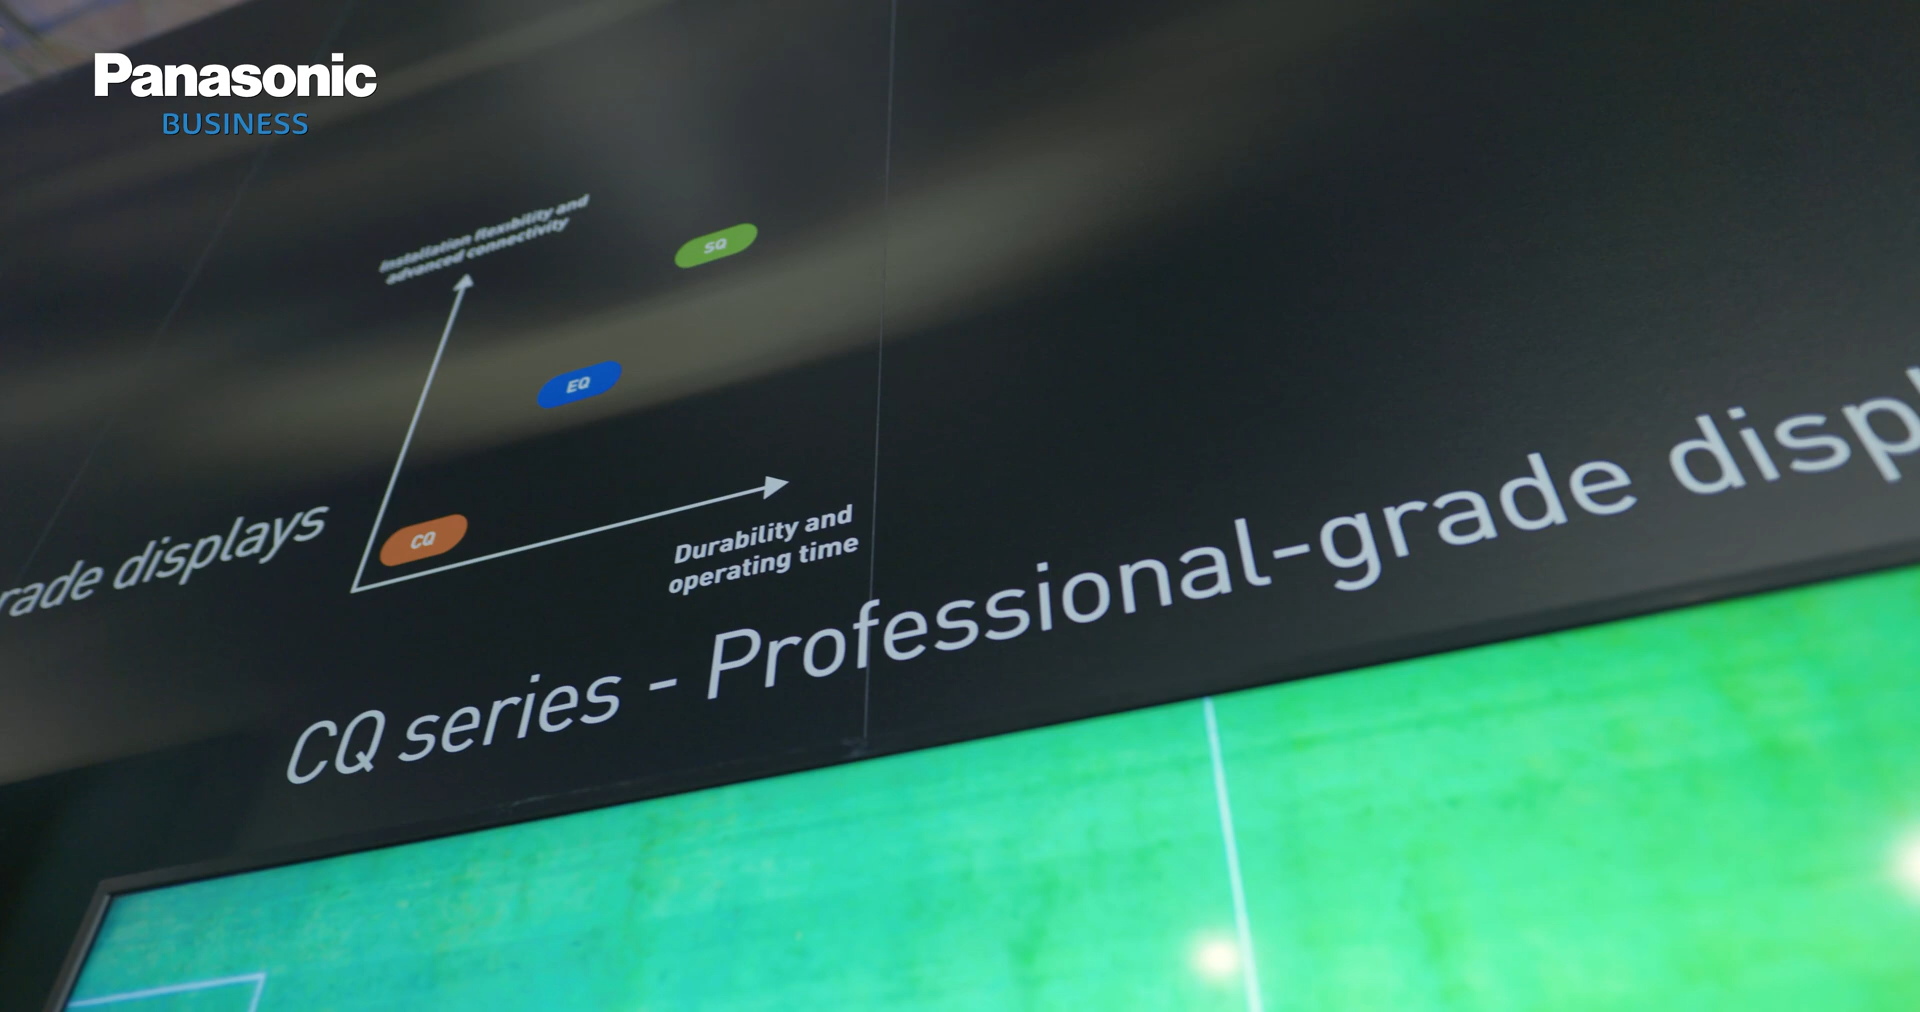 Panasonic
BUSINESS
Installation flexibility and
advanced connectivity
SQ
EQ
CQ
Durability and
operating time
rade displays
CQ series - Professional-grade disp